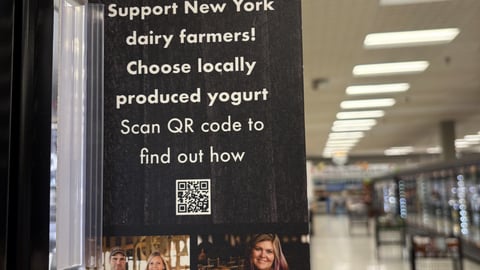 Support New York
dairy farmers!
Choose locally
produced yogurt
Scan QR code to
find out how